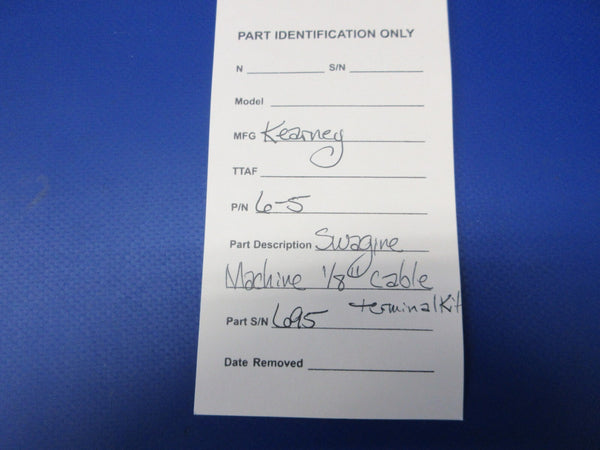 PART IDENTIFICATION ONLY
N S/N
Model
MFG Kearney
TTAF
P/N 6-5
Part Description Swagine
Machine 1/8" cable
terminal Kit
Part S/N 695
Date Removed